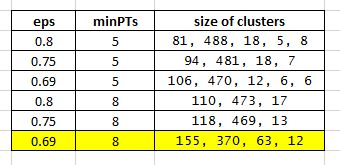 eps minPTs size of clusters
0.8 5 81, 488, 18, 5, 8
0.75 5 94, 481, 18, 7
0.69 5 106, 470, 12, 6, 6
0.8 8 110, 473, 17
0.75 8 118, 469, 13
0.69 8 155, 370, 63, 12